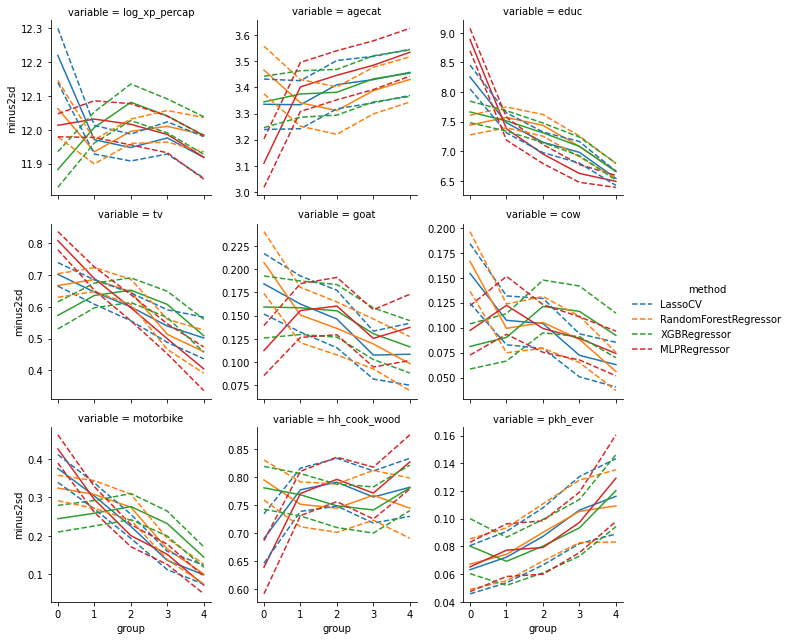 variable = log_xp_percap
variable = agecat
variable = educ
minus2sd
12.3
12.2
12.1
12.0
11.9
3.6
3.5
3.4
3.3
3.2
3.1
3.0
9.0
8.5
8.0
7.5
7.0
6.5
variable = tv
variable = goat
variable = cow
minus2sd
0.8
0.7
0.6
0.5
0.4
0.225
0.200
0.175
0.150
0.125
0.100
0.075
0.200
0.175
0.150
0.125
0.100
0.075
0.050
method
LassoCV
RandomForestRegressor
XGBRegressor
MLPRegressor
variable = motorbike
variable = hh_cook_wood
variable = pkh_ever
minus2sd
0.4
0.3
0.2
0.1
0.85
0.80
0.75
0.70
0.65
0.60
0.16
0.14
0.12
0.10
0.08
0.06
0.04
0 1 2 3 4
0 1 2 3 4
0 1 2 3 4
group
group
group